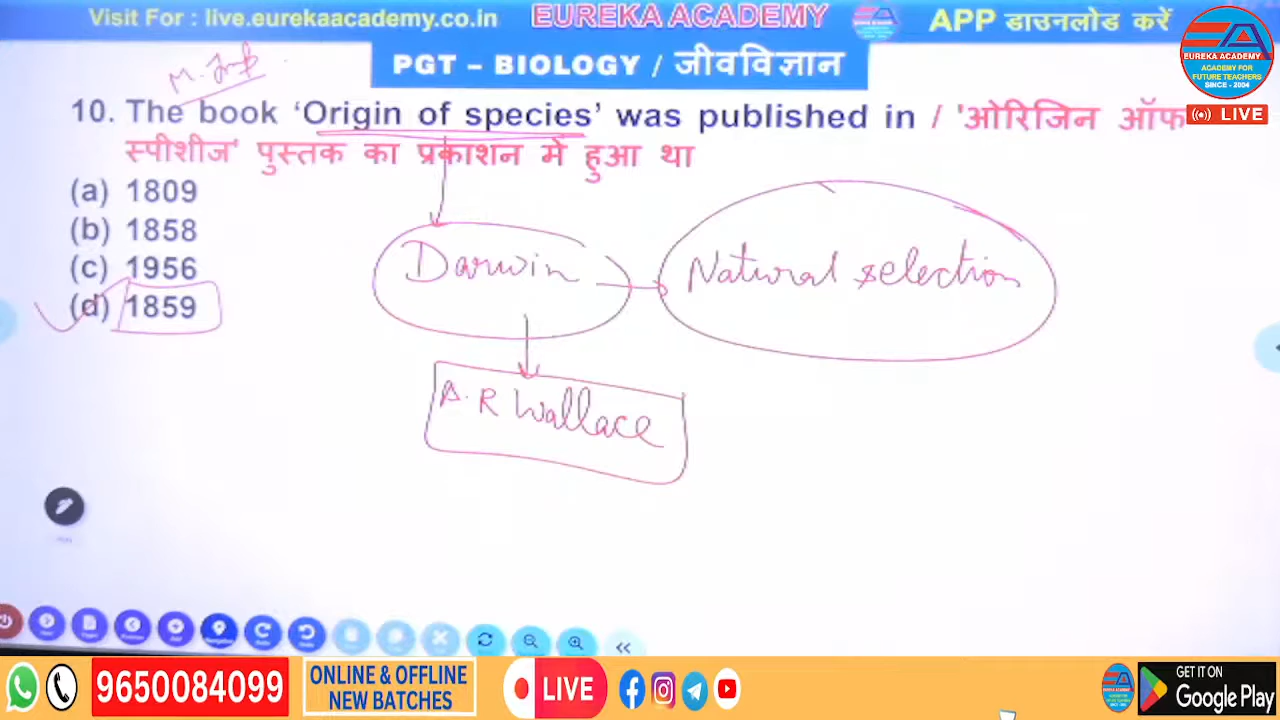 Visit For : live.eurekaacademy.co.in EUREKA ACADEMY APP डाउनलोड करें
EUREKA ACADEMY
ACADEMY FOR
FUTURE TEACHERS
SINCE - 2004
LIVE
PGT – BIOLOGY / जीवविज्ञान
M. Imp
10. The book ‘Origin of species’ was published in / 'ओरिजिन ऑफ
स्पीशीज' पुस्तक का प्रकाशन में हुआ था
(a) 1809
(b) 1858
(c) 1956
(d) 1859
Darwin
Natural selection
A.R Wallace
9650084099
ONLINE & OFFLINE
NEW BATCHES
LIVE
GET IT ON
Google Play